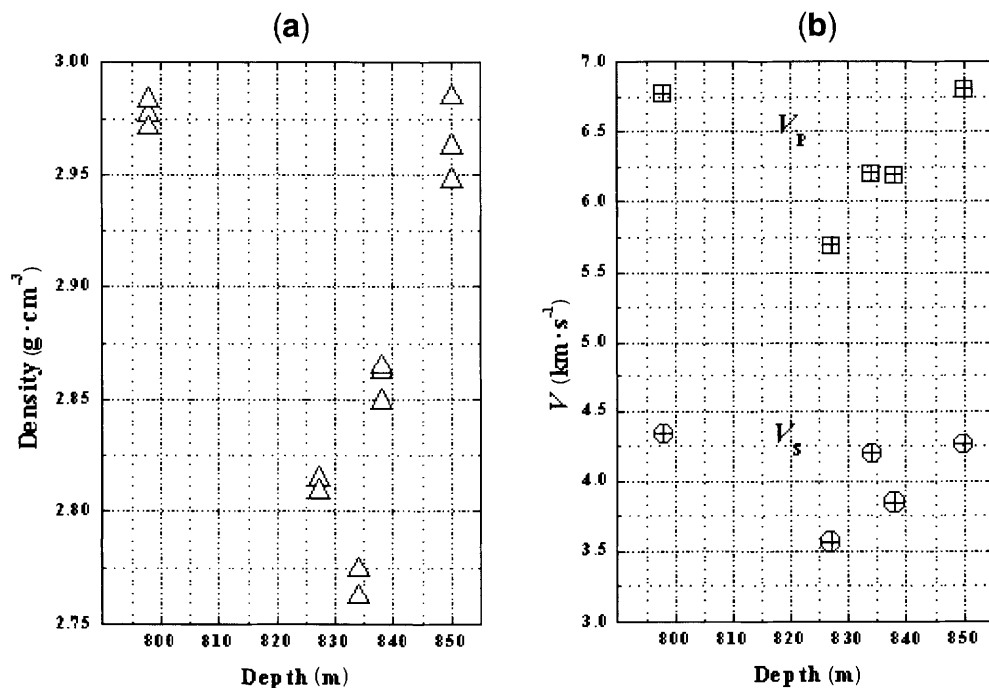 (a)
3.00
2.95
2.90
2.85
2.80
2.75
Density (g·cm⁻³)
800 810 820 830 840 850
Depth (m)
(b)
7.0
6.5
6.0
5.5
5.0
4.5
4.0
3.5
3.0
V (km·s⁻¹)
V_P
V_S
800 810 820 830 840 850
Depth (m)